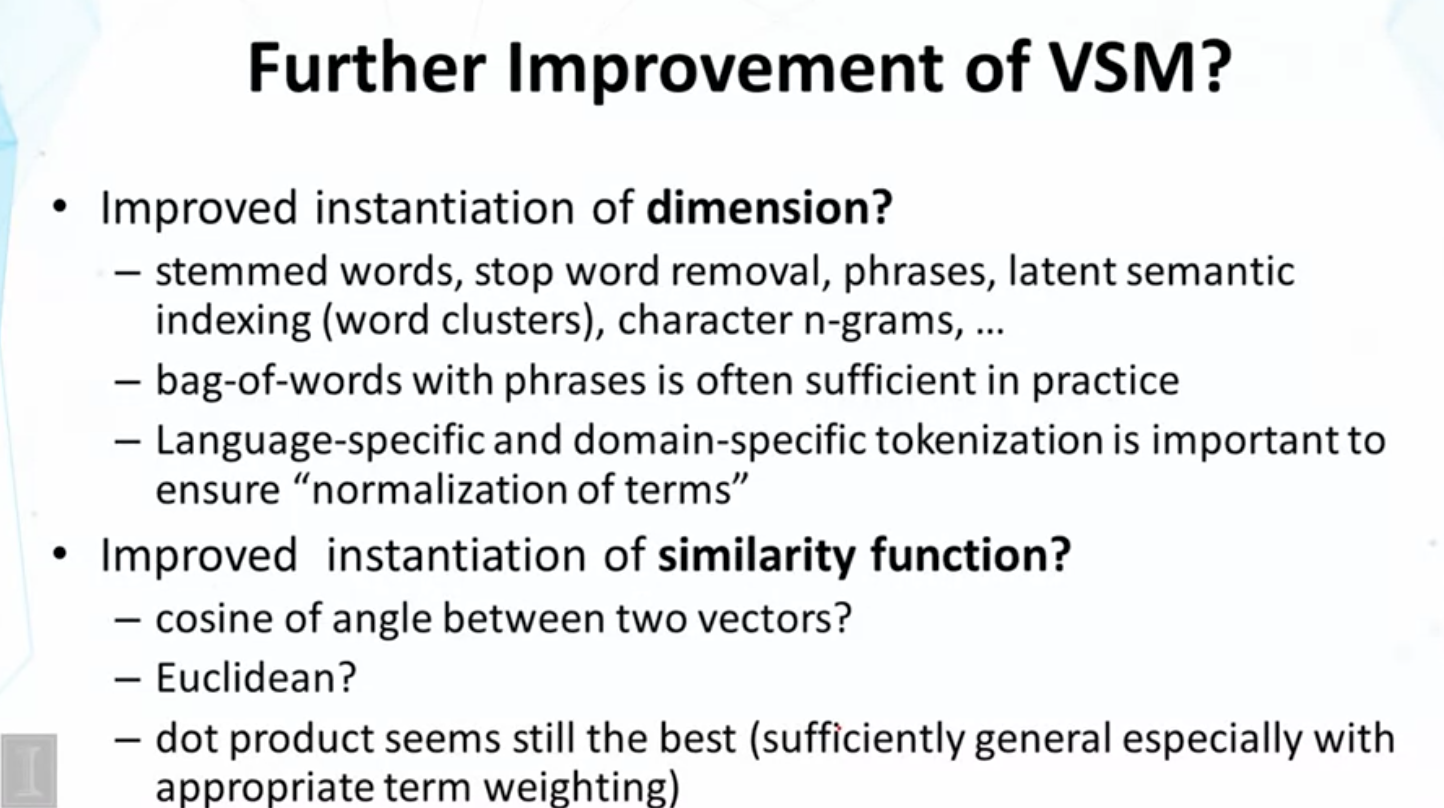 Further Improvement of VSM?
• Improved instantiation of dimension?
– stemmed words, stop word removal, phrases, latent semantic
indexing (word clusters), character n-grams, ...
– bag-of-words with phrases is often sufficient in practice
– Language-specific and domain-specific tokenization is important to
ensure “normalization of terms”
• Improved instantiation of similarity function?
– cosine of angle between two vectors?
– Euclidean?
– dot product seems still the best (sufficiently general especially with
appropriate term weighting)
I